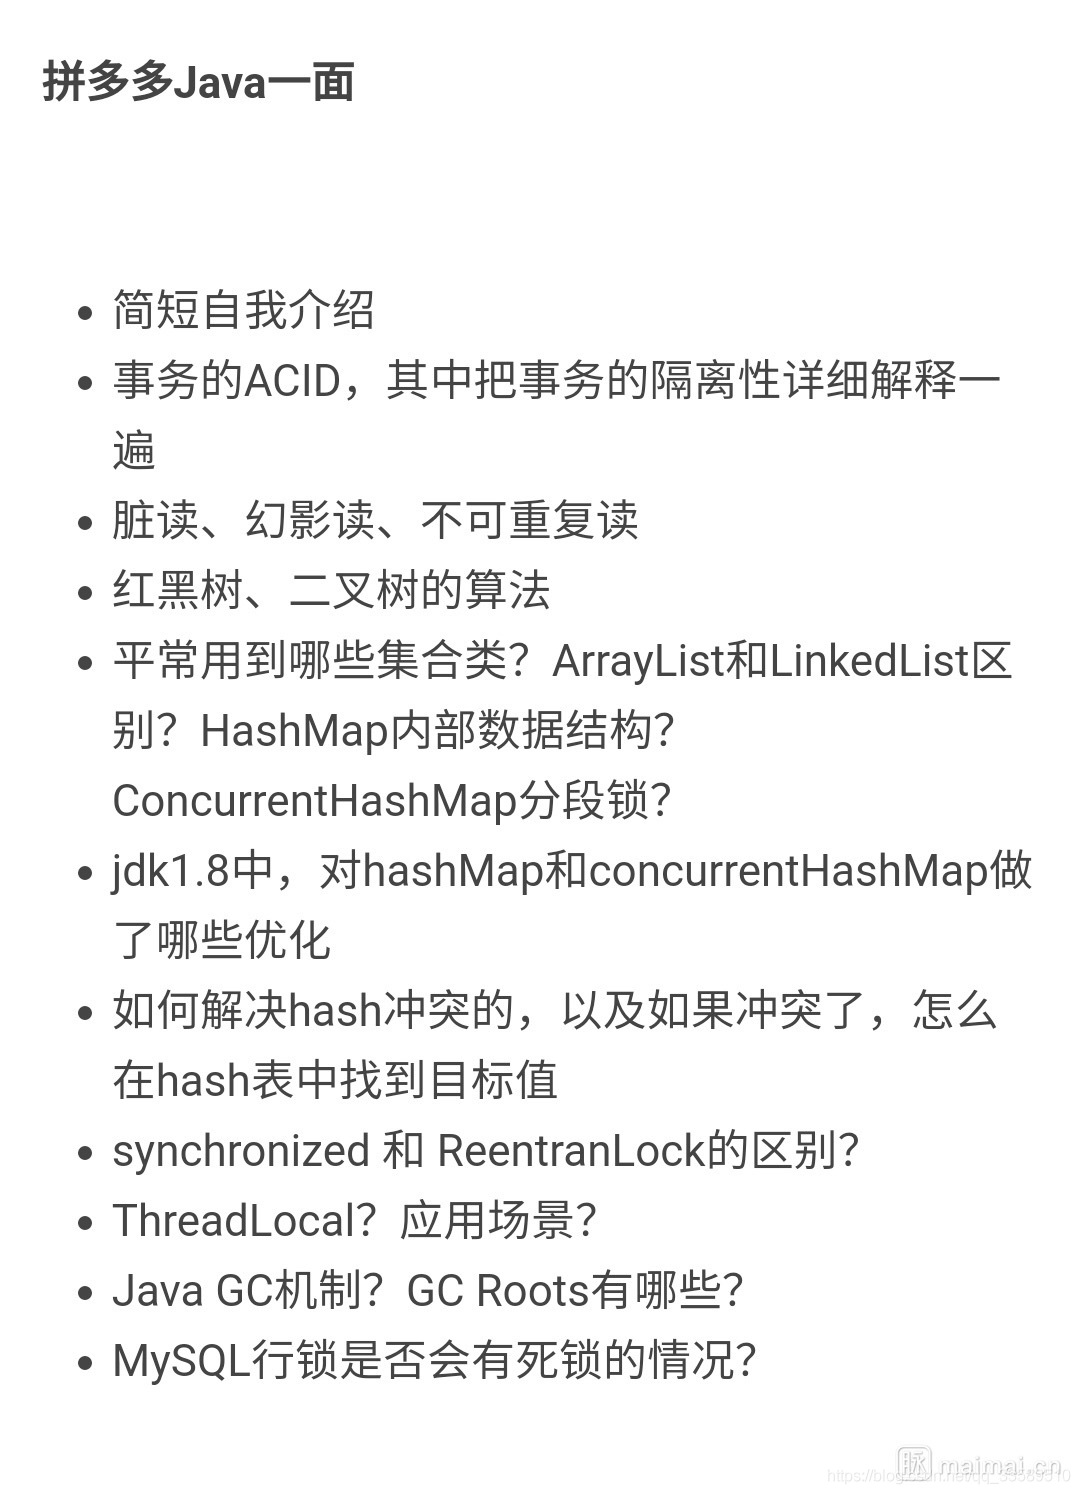 拼多多Java一面
简短自我介绍
事务的ACID，其中把事务的隔离性详细解释一
遍
脏读、幻影读、不可重复读
红黑树、二叉树的算法
平常用到哪些集合类？ArrayList和LinkedList区
别？HashMap内部数据结构？
ConcurrentHashMap分段锁？
jdk1.8中，对hashMap和concurrentHashMap做
了哪些优化
如何解决hash冲突的，以及如果冲突了，怎么
在hash表中找到目标值
synchronized 和 ReentranLock的区别？
ThreadLocal？应用场景？
Java GC机制？GC Roots有哪些？
MySQL行锁是否会有死锁的情况？
脉 maimai.cn